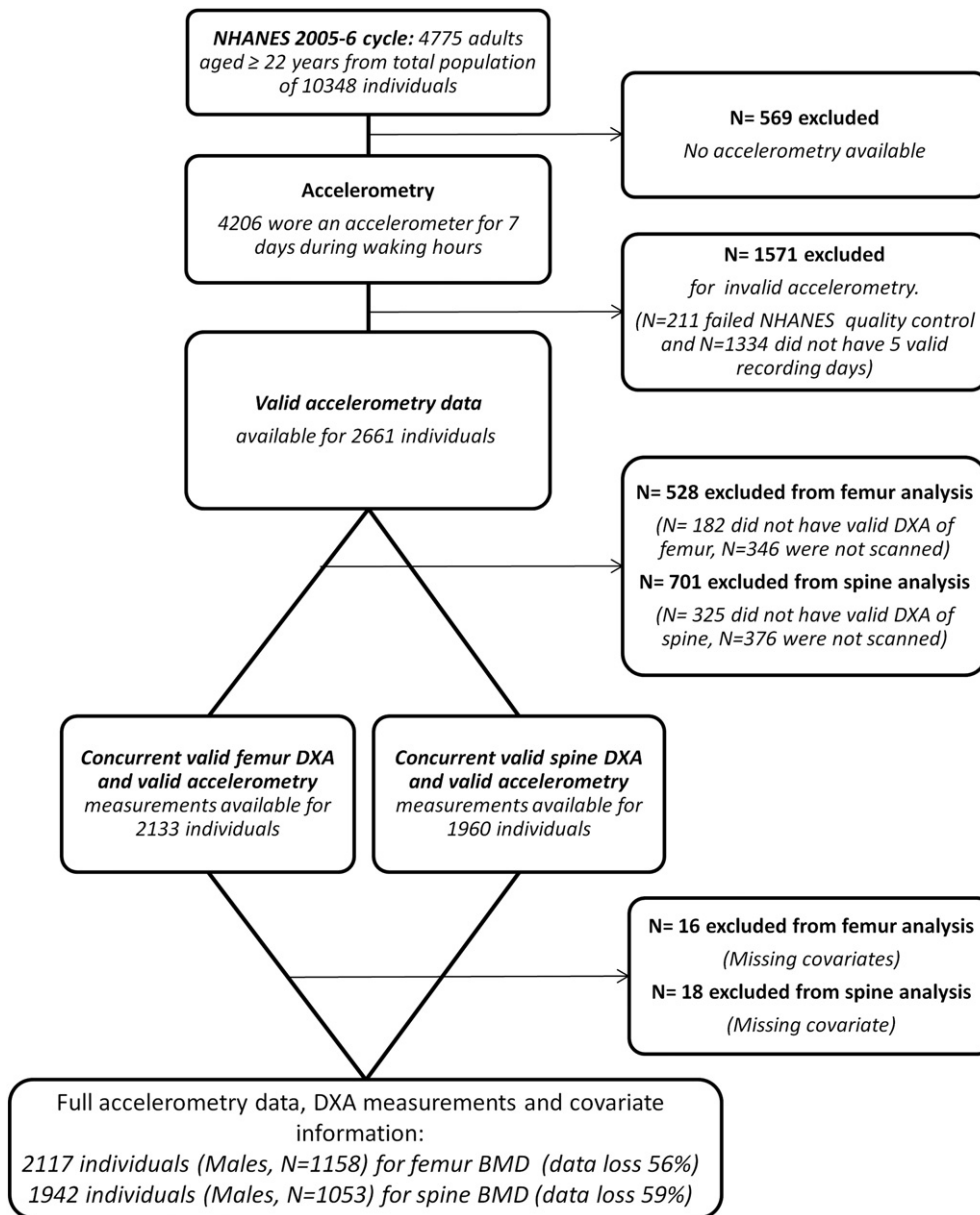 NHANES 2005-6 cycle: 4775 adults
aged ≥ 22 years from total population
of 10348 individuals
N= 569 excluded
No accelerometry available
Accelerometry
4206 wore an accelerometer for 7
days during waking hours
N= 1571 excluded
for invalid accelerometry.
(N=211 failed NHANES quality control
and N=1334 did not have 5 valid
recording days)
Valid accelerometry data
available for 2661 individuals
N= 528 excluded from femur analysis
(N= 182 did not have valid DXA of
femur, N=346 were not scanned)
N= 701 excluded from spine analysis
(N= 325 did not have valid DXA of
spine, N=376 were not scanned)
Concurrent valid femur DXA
and valid accelerometry
measurements available for
2133 individuals
Concurrent valid spine DXA
and valid accelerometry
measurements available for
1960 individuals
N= 16 excluded from femur analysis
(Missing covariates)
N= 18 excluded from spine analysis
(Missing covariate)
Full accelerometry data, DXA measurements and covariate
information:
2117 individuals (Males, N=1158) for femur BMD (data loss 56%)
1942 individuals (Males, N=1053) for spine BMD (data loss 59%)